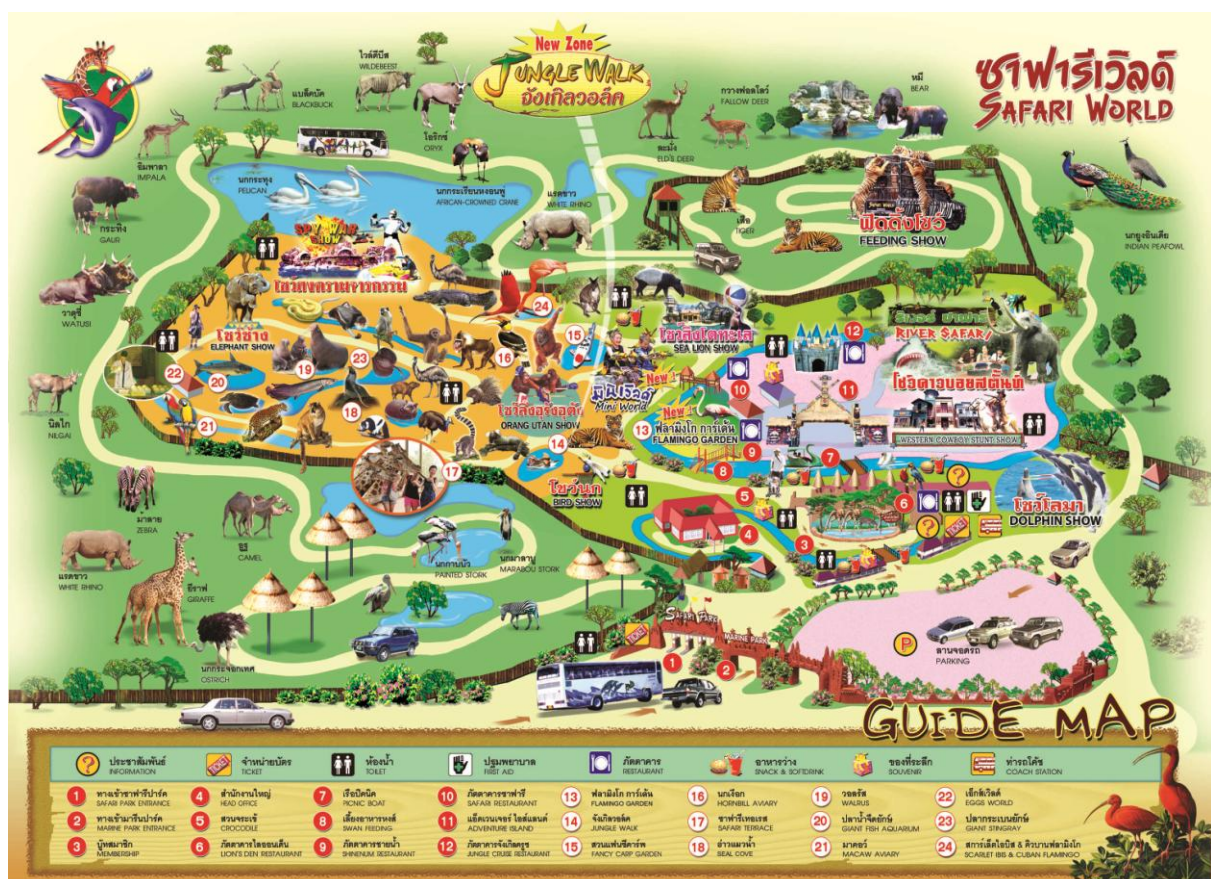 New Zone
JUNGLE WALK
จังเกิลวอล์ค
ซาฟารีเวิลด์
SAFARI WORLD
ไวล์ดีบีส
WILDEBEEST
แบล็คบัค
BLACKBUCK
โอริกซ์
ORYX
ละมั่ง
ELD'S DEER
กวางฟอลโลว์
FALLOW DEER
หมี
BEAR
อิมพาลา
IMPALA
นกกระทุง
PELICAN
นกกระเรียนหงอนพู่
AFRICAN-CROWNED CRANE
แรดขาว
WHITE RHINO
เสือ
TIGER
ฟีดดิ้งโชว์
FEEDING SHOW
นกยูงอินเดีย
INDIAN PEAFOWL
กระทิง
GAUR
SPY WAR
SHOW
โชว์สงครามจารกรรม
วาตูซี่
WATUSI
โชว์ช้าง
ELEPHANT SHOW
โชว์สิงโตทะเล
SEA LION SHOW
ริเวอร์ ซาฟารี
RIVER SAFARI
โชว์คาวบอยสตั๊นท์
WESTERN COWBOY STUNT SHOW
นิลไก
NILGAI
โชว์ลิงอุรังอุตัง
ORANG UTAN SHOW
มินิเวิลด์
Mini World
New
New
ฟลามิงโก การ์เด้น
FLAMINGO GARDEN
โชว์นก
BIRD SHOW
โชว์โลมา
DOLPHIN SHOW
มาลาย
ZEBRA
อูฐ
CAMEL
แรดขาว
WHITE RHINO
ยีราฟ
GIRAFFE
นกกาบบัว
PAINTED STORK
นกมาลาบู
MARABOU STORK
นกกระจอกเทศ
OSTRICH
SAFARI PARK
MARINE PARK
P
ลานจอดรถ
PARKING
GUIDE MAP
? ประชาสัมพันธ์
INFORMATION
TICKET จำหน่ายบัตร
TICKET
ห้องน้ำ
TOILET
ปฐมพยาบาล
FIRST AID
ภัตตาคาร
RESTAURANT
อาหารว่าง
SNACK & SOFTDRINK
ของที่ระลึก
SOUVENIR
ท่ารถโค้ช
COACH STATION
1 ทางเข้าซาฟารีปาร์ค
SAFARI PARK ENTRANCE
2 ทางเข้ามารีนปาร์ค
MARINE PARK ENTRANCE
3 บู๊ทสมาชิก
MEMBERSHIP
4 สำนักงานใหญ่
HEAD OFFICE
5 สวนจระเข้
CROCODILE
6 ภัตตาคารไลออนเด็น
LION'S DEN RESTAURANT
7 เรือปิคนิค
PICNIC BOAT
8 เลี้ยงอาหารหงส์
SWAN FEEDING
9 ภัตตาคารชายน้ำ
SHINENUM RESTAURANT
10 ภัตตาคารซาฟารี
SAFARI RESTAURANT
11 แอ็ดเวนเจอร์ ไอส์แลนด์
ADVENTURE ISLAND
12 ภัตตาคารจังเกิลครูซ
JUNGLE CRUISE RESTAURANT
13 ฟลามิงโก การ์เด้น
FLAMINGO GARDEN
14 จังเกิลวอล์ค
JUNGLE WALK
15 สวนแฟนซีคาร์พ
FANCY CARP GARDEN
16 นกเงือก
HORNBILL AVIARY
17 ซาฟารีเทอเรส
SAFARI TERRACE
18 อ่าวแมวน้ำ
SEAL COVE
19 วอลรัส
WALRUS
20 ปลาน้ำจืดยักษ์
GIANT FISH AQUARIUM
21 มาคอว์
MACAW AVIARY
22 เอ้กส์เวิลด์
EGGS WORLD
23 ปลากระเบนยักษ์
GIANT STINGRAY
24 สการ์เล็ตไอบิส & คิวบานฟลามิงโก
SCARLET IBIS & CUBAN FLAMINGO